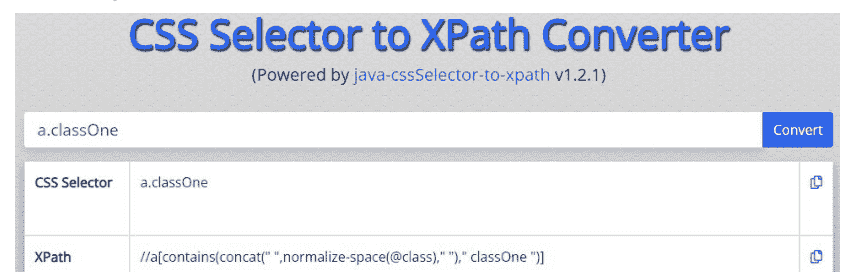 CSS Selector to XPath Converter
(Powered by java-cssSelector-to-xpath v1.2.1)
a.classOne
Convert
CSS Selector a.classOne
XPath //a[contains(concat(" ",normalize-space(@class)," ")," classOne ")]